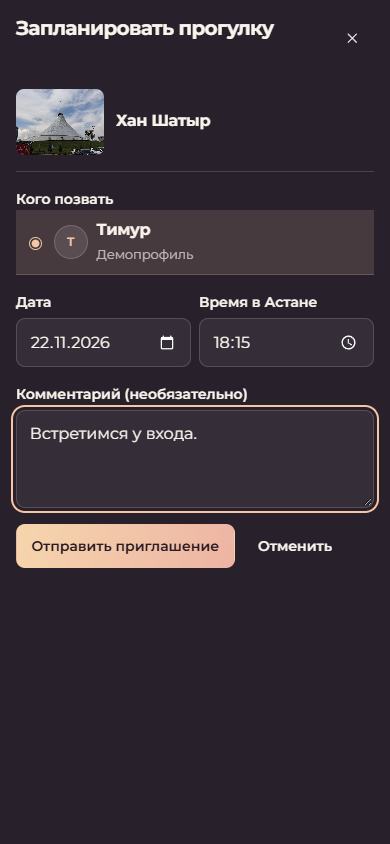 Запланировать прогулку
Хан Шатыр
Кого позвать
Т
Тимур
Демопрофиль
Дата
Время в Астане
22.11.2026
18:15
Комментарий (необязательно)
Встретимся у входа.
Отправить приглашение
Отменить